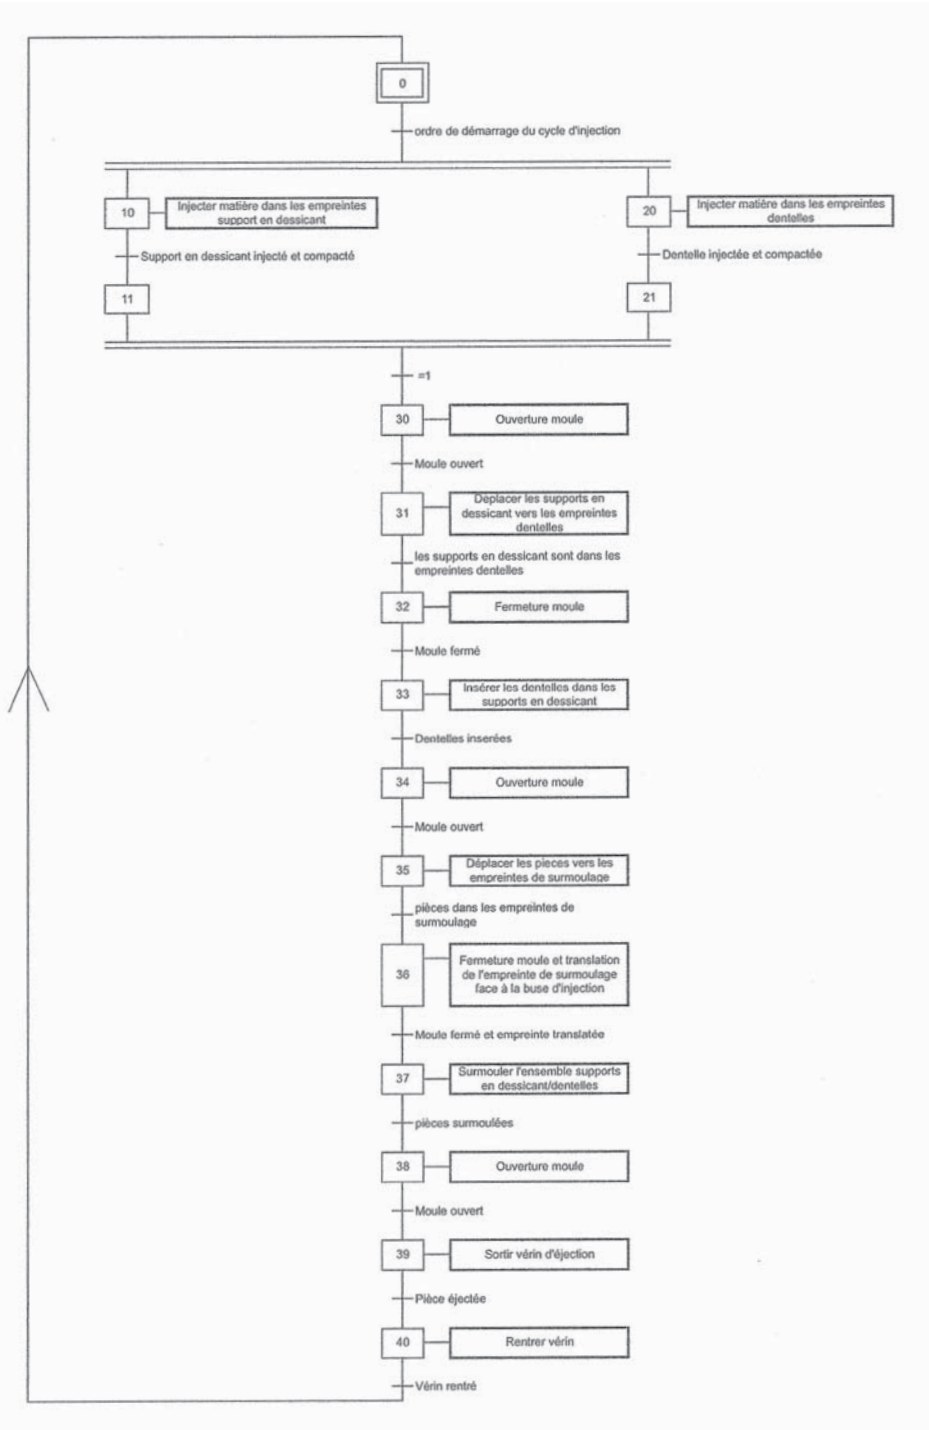 0
ordre de démarrage du cycle d'injection
10
Injecter matière dans les empreintes
support en dessicant
20
Injecter matière dans les empreintes
dentelles
Support en dessicant injecté et compacté
Dentelle injectée et compactée
11
21
=1
30
Ouverture moule
Moule ouvert
31
Déplacer les supports en
dessicant vers les empreintes
dentelles
les supports en dessicant sont dans les
empreintes dentelles
32
Fermeture moule
Moule fermé
33
Insérer les dentelles dans les
supports en dessicant
Dentelles inserées
34
Ouverture moule
Moule ouvert
35
Déplacer les pieces vers les
empreintes de surmoulage
pièces dans les empreintes de
surmoulage
36
Fermeture moule et translation
de l'empreinte de surmoulage
face à la buse d'injection
Moule fermé et empreinte translatée
37
Surmouler l'ensemble supports
en dessicant/dentelles
pièces surmoulées
38
Ouverture moule
Moule ouvert
39
Sortir vérin d'éjection
Pièce éjectée
40
Rentrer vérin
Vérin rentré